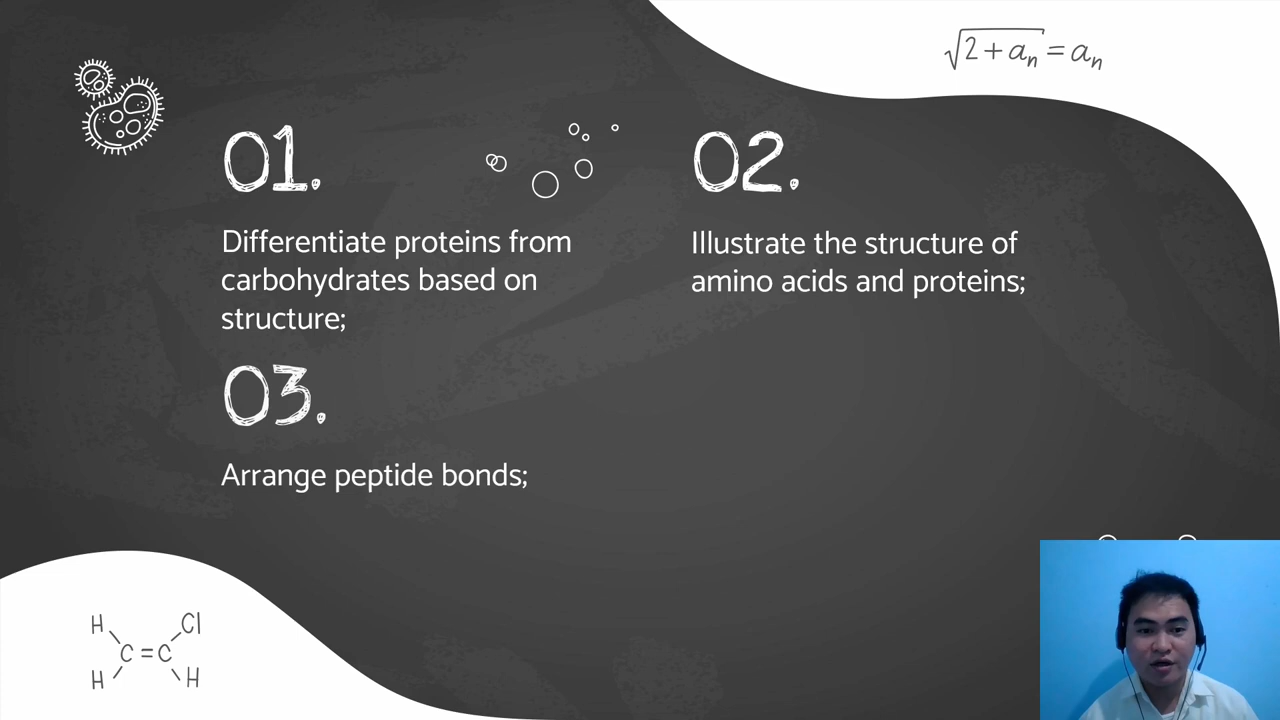 √2 + aₙ = aₙ
01.
Differentiate proteins from
carbohydrates based on
structure;
02.
Illustrate the structure of
amino acids and proteins;
03.
Arrange peptide bonds;
H Cl
C = C
H H